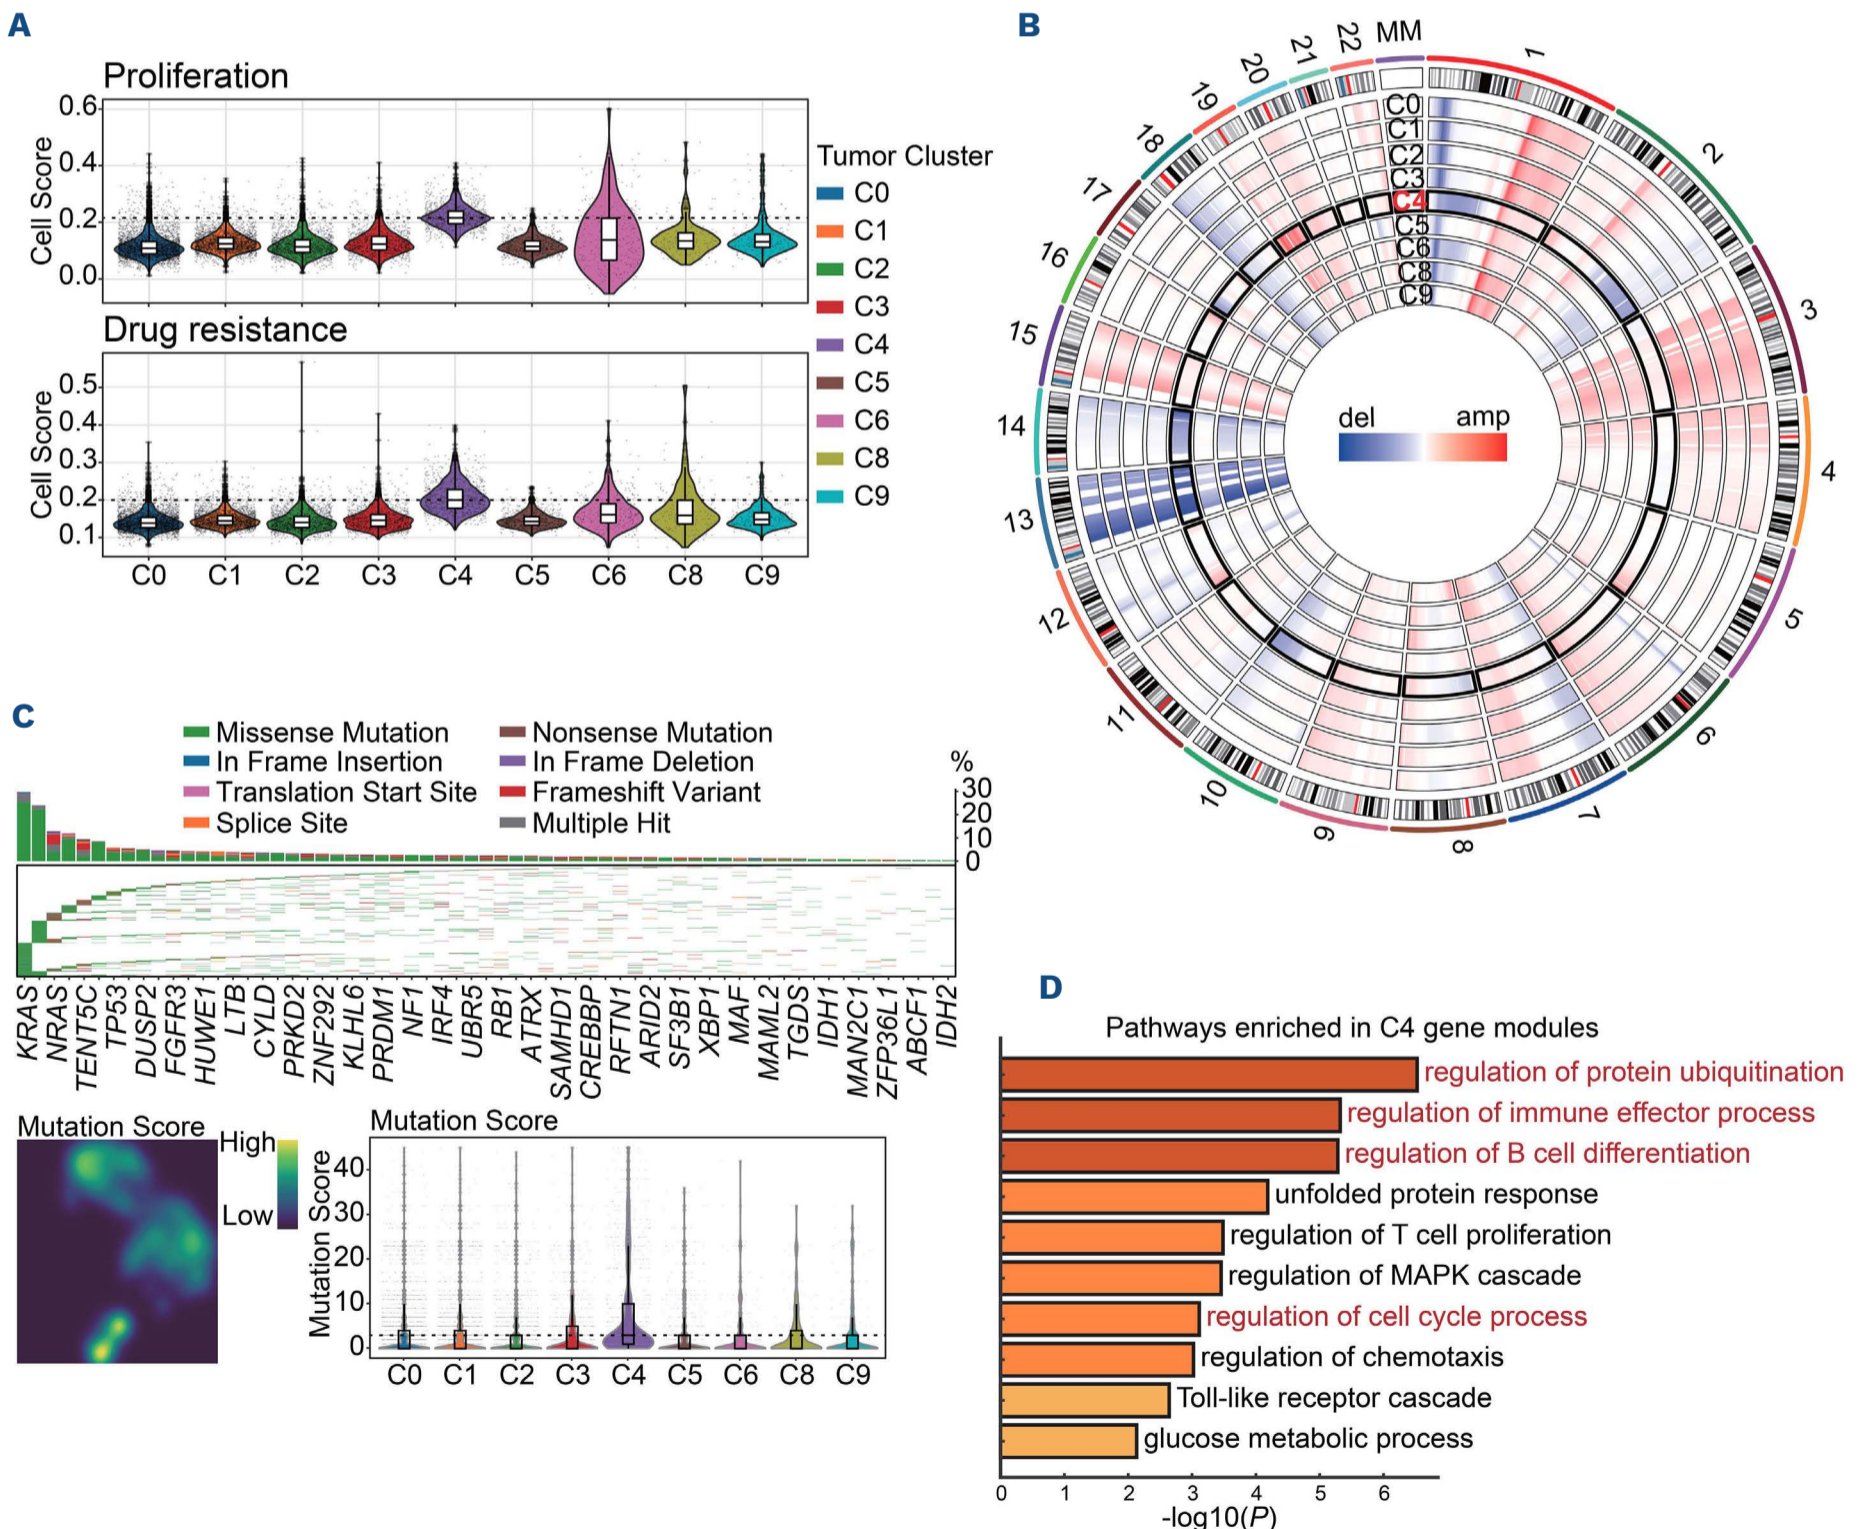 A
Proliferation
Cell Score
0.6
0.4
0.2
0.0
Drug resistance
Cell Score
0.5
0.4
0.3
0.2
0.1
C0 C1 C2 C3 C4 C5 C6 C8 C9
Tumor Cluster
C0
C1
C2
C3
C4
C5
C6
C8
C9
B
MM
1
2
3
4
5
6
7
8
9
10
11
12
13
14
15
16
17
18
19
20
21
22
C0
C1
C2
C3
C4
C5
C6
C8
C9
del amp
C
Missense Mutation
In Frame Insertion
Translation Start Site
Splice Site
Nonsense Mutation
In Frame Deletion
Frameshift Variant
Multiple Hit
%
30
20
10
0
KRAS
NRAS
TENT5C
TP53
DUSP2
FGFR3
HUWE1
LTB
CYLD
PRKD2
ZNF292
KLHL6
PRDM1
NF1
IRF4
UBR5
RB1
ATRX
SAMHD1
CREBBP
RFTN1
ARID2
SF3B1
XBP1
MAF
MAML2
TGDS
IDH1
MAN2C1
ZFP36L1
ABCF1
IDH2
Mutation Score
High
Low
Mutation Score
Mutation Score
40
30
20
10
0
C0 C1 C2 C3 C4 C5 C6 C8 C9
D
Pathways enriched in C4 gene modules
regulation of protein ubiquitination
regulation of immune effector process
regulation of B cell differentiation
unfolded protein response
regulation of T cell proliferation
regulation of MAPK cascade
regulation of cell cycle process
regulation of chemotaxis
Toll-like receptor cascade
glucose metabolic process
0 1 2 3 4 5 6
-log10(P)